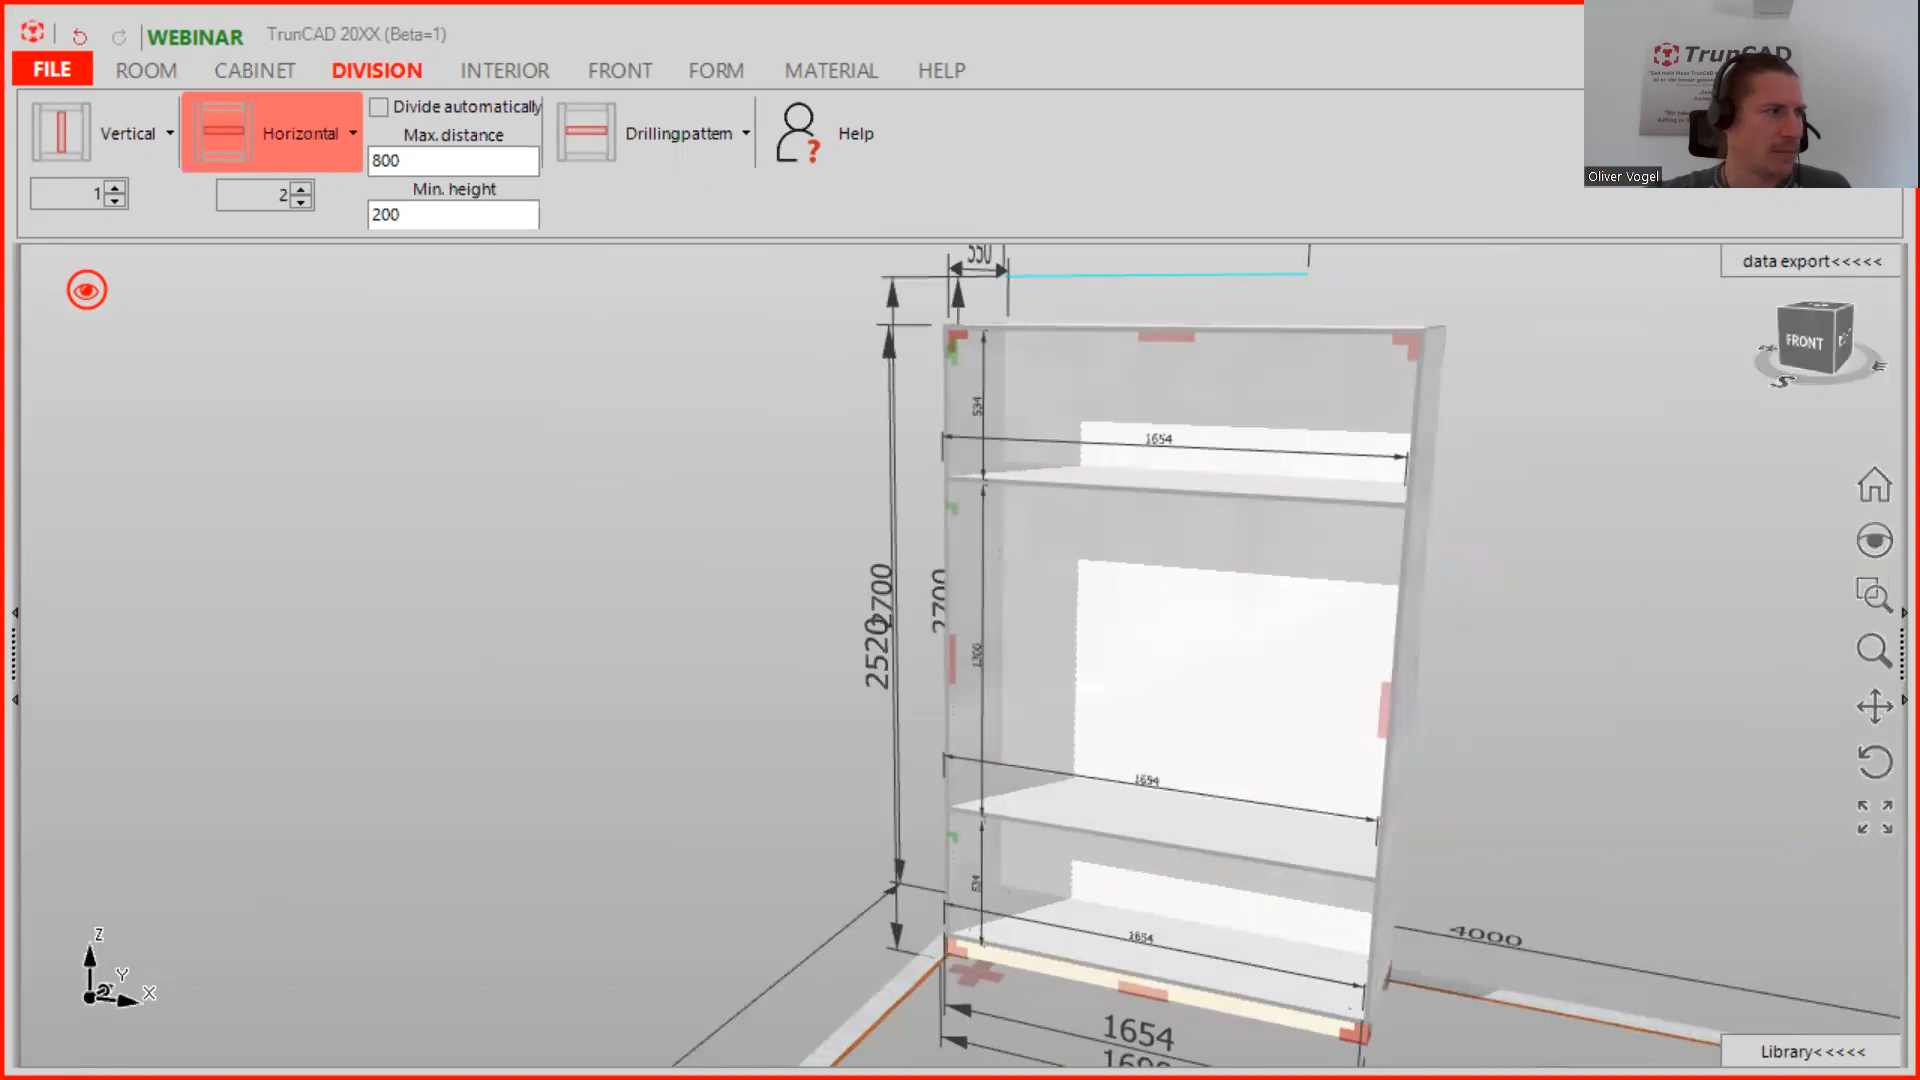 WEBINAR
TrunCAD 20XX (Beta=1)
FILE
ROOM
CABINET
DIVISION
INTERIOR
FRONT
FORM
MATERIAL
HELP
Vertical
Horizontal
Divide automatically
Max. distance
800
Min. height
200
1
2
Drillingpattern
Help
TrunCAD
Oliver Vogel
data export<<<<<
FRONT
S
E
550
534
1654
2700
2520
2700
1200
1654
1654
4000
1654
Z
Y
X
Library<<<<<